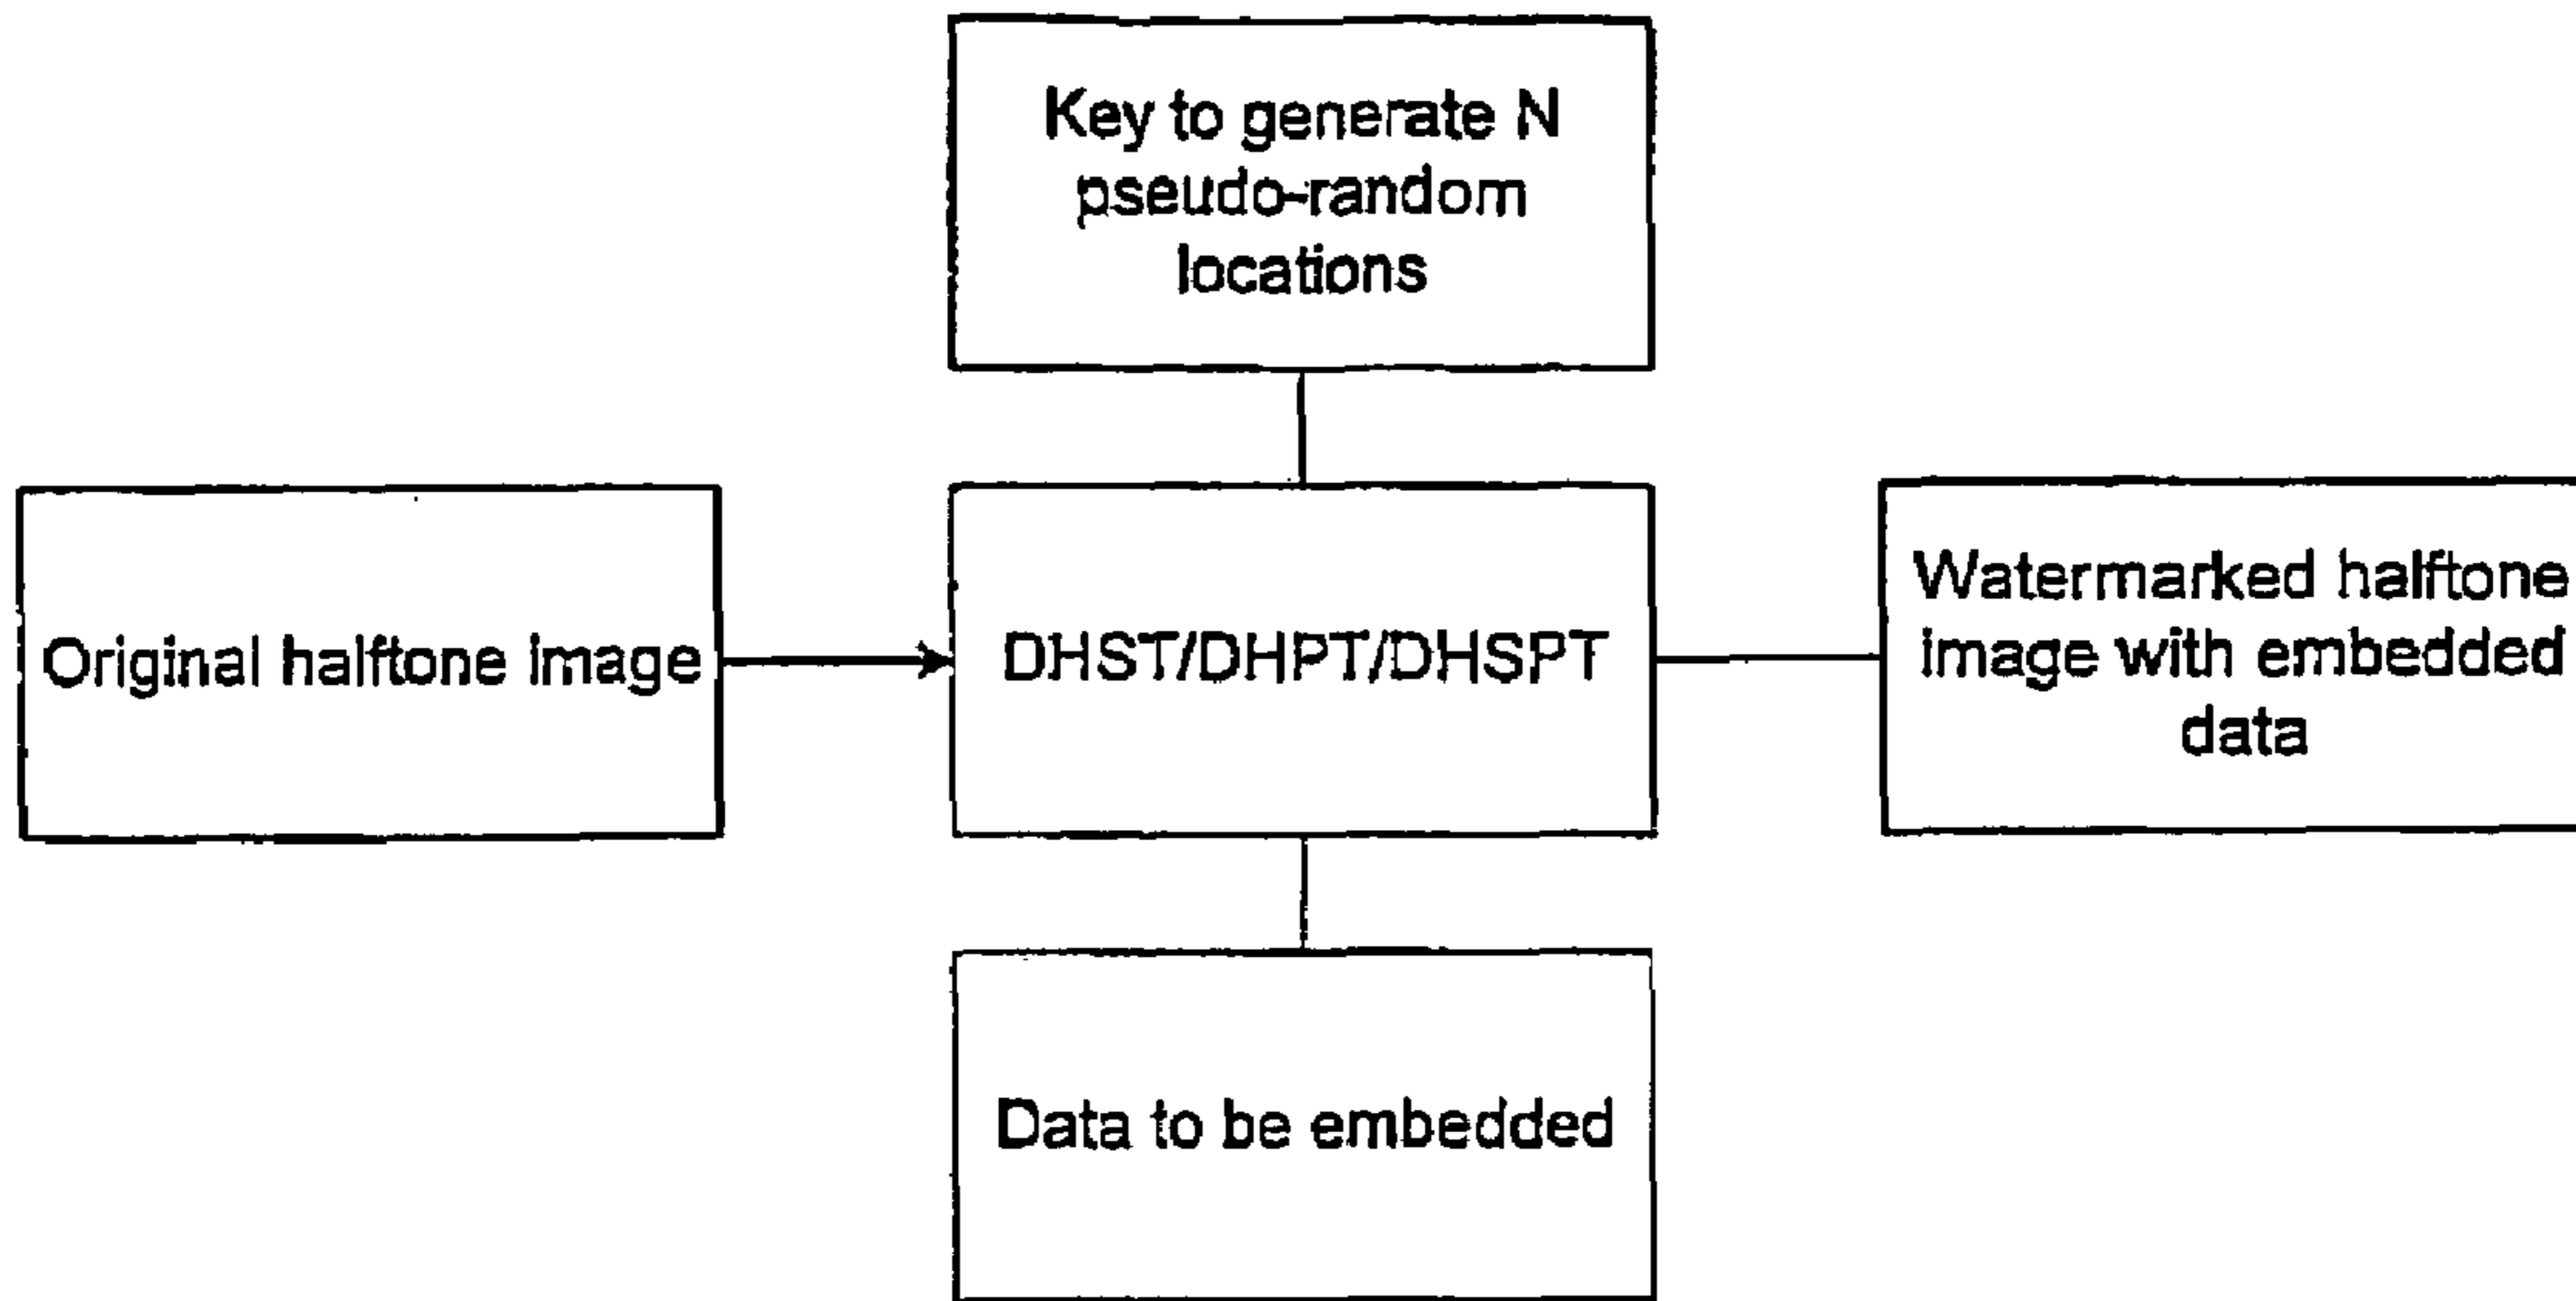 Key to generate N
pseudo-random
locations
Original halftone image
DHST/DHPT/DHSPT
Watermarked halftone
image with embedded
data
Data to be embedded